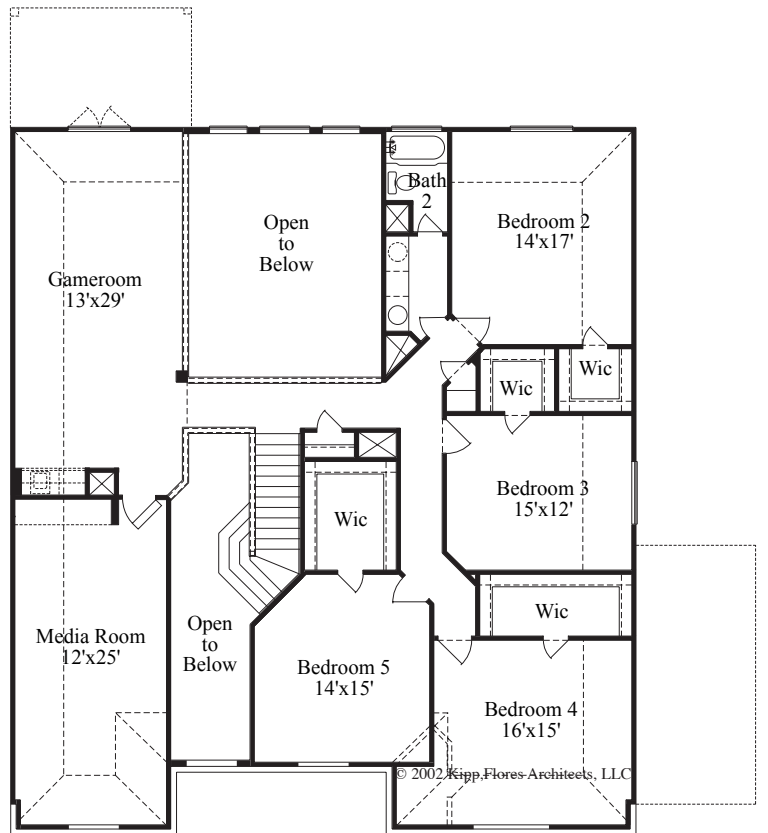 Bath
2
Bedroom 2
14'x17'
Open
to
Below
Gameroom
13'x29'
Wic
Wic
Bedroom 3
15'x12'
Wic
Wic
Media Room
12'x25'
Open
to
Below
Bedroom 5
14'x15'
Bedroom 4
16'x15'
© 2002 Kipp,Flores Architects, LLC